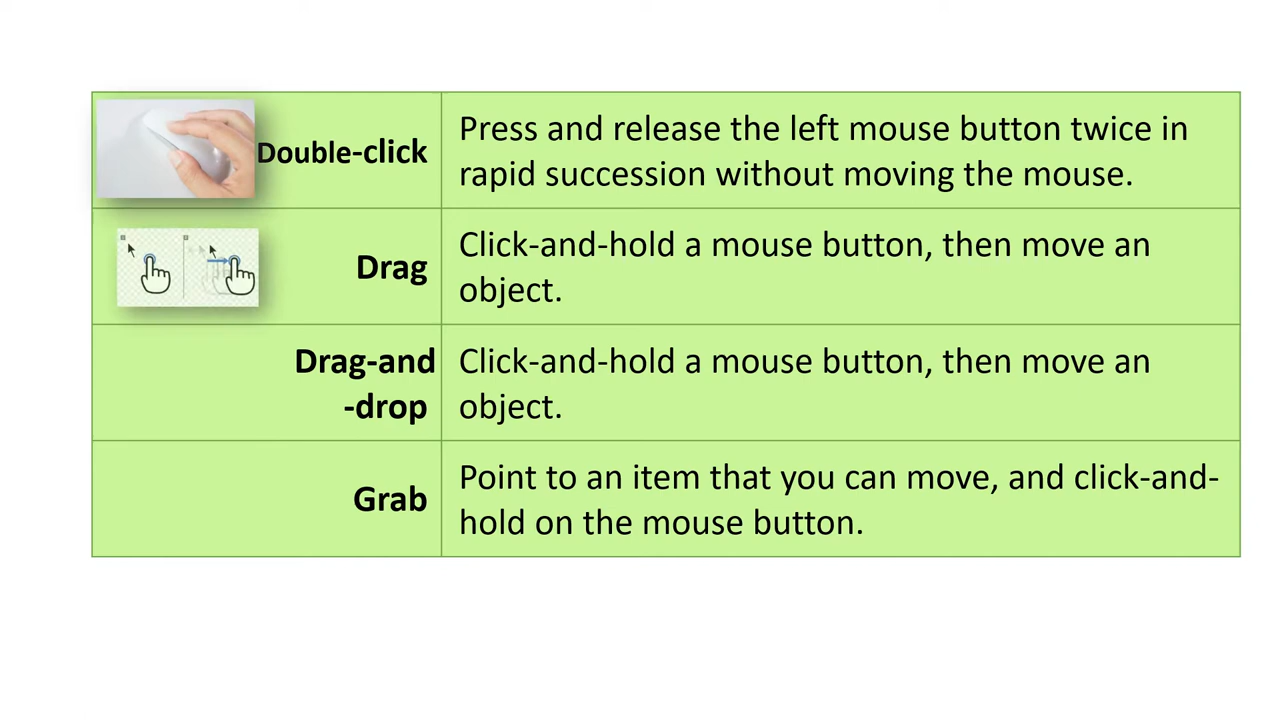 Double-click
Press and release the left mouse button twice in
rapid succession without moving the mouse.
Drag
Click-and-hold a mouse button, then move an
object.
Drag-and
-drop
Click-and-hold a mouse button, then move an
object.
Grab
Point to an item that you can move, and click-and-
hold on the mouse button.